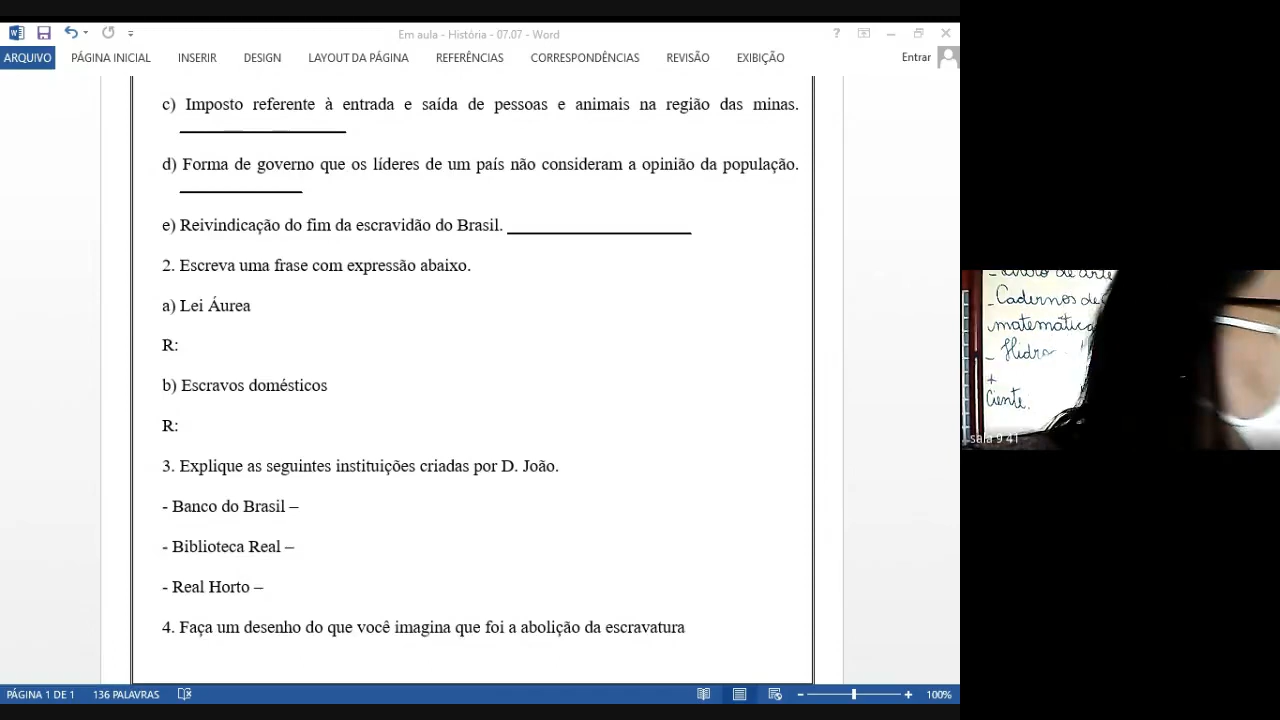 Em aula - História - 07.07 - Word
ARQUIVO PÁGINA INICIAL INSERIR DESIGN LAYOUT DA PÁGINA REFERÊNCIAS CORRESPONDÊNCIAS REVISÃO EXIBIÇÃO Entrar
c) Imposto referente à entrada e saída de pessoas e animais na região das minas.
d) Forma de governo que os líderes de um país não consideram a opinião da população.
e) Reivindicação do fim da escravidão do Brasil.
2. Escreva uma frase com expressão abaixo.
a) Lei Áurea
R:
b) Escravos domésticos
R:
3. Explique as seguintes instituições criadas por D. João.
- Banco do Brasil –
- Biblioteca Real –
- Real Horto –
4. Faça um desenho do que você imagina que foi a abolição da escravatura
PÁGINA 1 DE 1 136 PALAVRAS 100%
- Cadernos de
matemática
- Hidro
+
Ciente.
sala 9 41